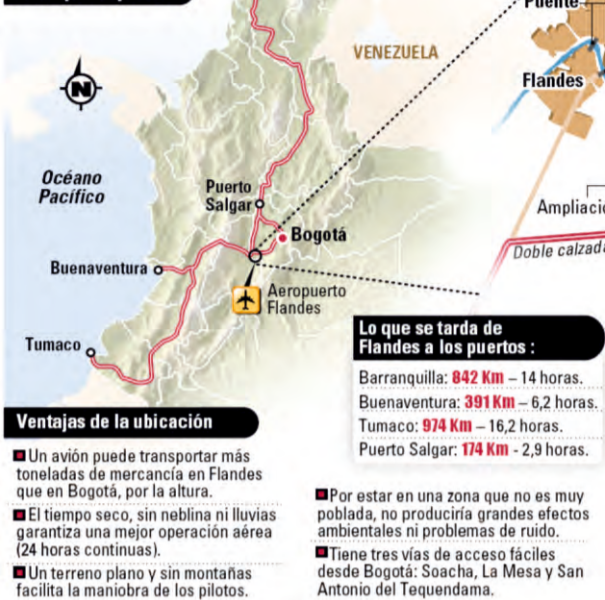 Puente
VENEZUELA
N
Flandes
Océano
Pacífico
Puerto
Salgar
Bogotá
Doble calzada
Buenaventura
Aeropuerto
Flandes
Tumaco
Lo que se tarda de
Flandes a los puertos :
Barranquilla: 842 Km – 14 horas.
Buenaventura: 391 Km – 6,2 horas.
Tumaco: 974 Km – 16,2 horas.
Puerto Salgar: 174 Km - 2,9 horas.
Ventajas de la ubicación
Un avión puede transportar más
toneladas de mercancía en Flandes
que en Bogotá, por la altura.
El tiempo seco, sin neblina ni lluvias
garantiza una mejor operación aérea
(24 horas continuas).
Un terreno plano y sin montañas
facilita la maniobra de los pilotos.
Por estar en una zona que no es muy
poblada, no produciría grandes efectos
ambientales ni problemas de ruido.
Tiene tres vías de acceso fáciles
desde Bogotá: Soacha, La Mesa y San
Antonio del Tequendama.